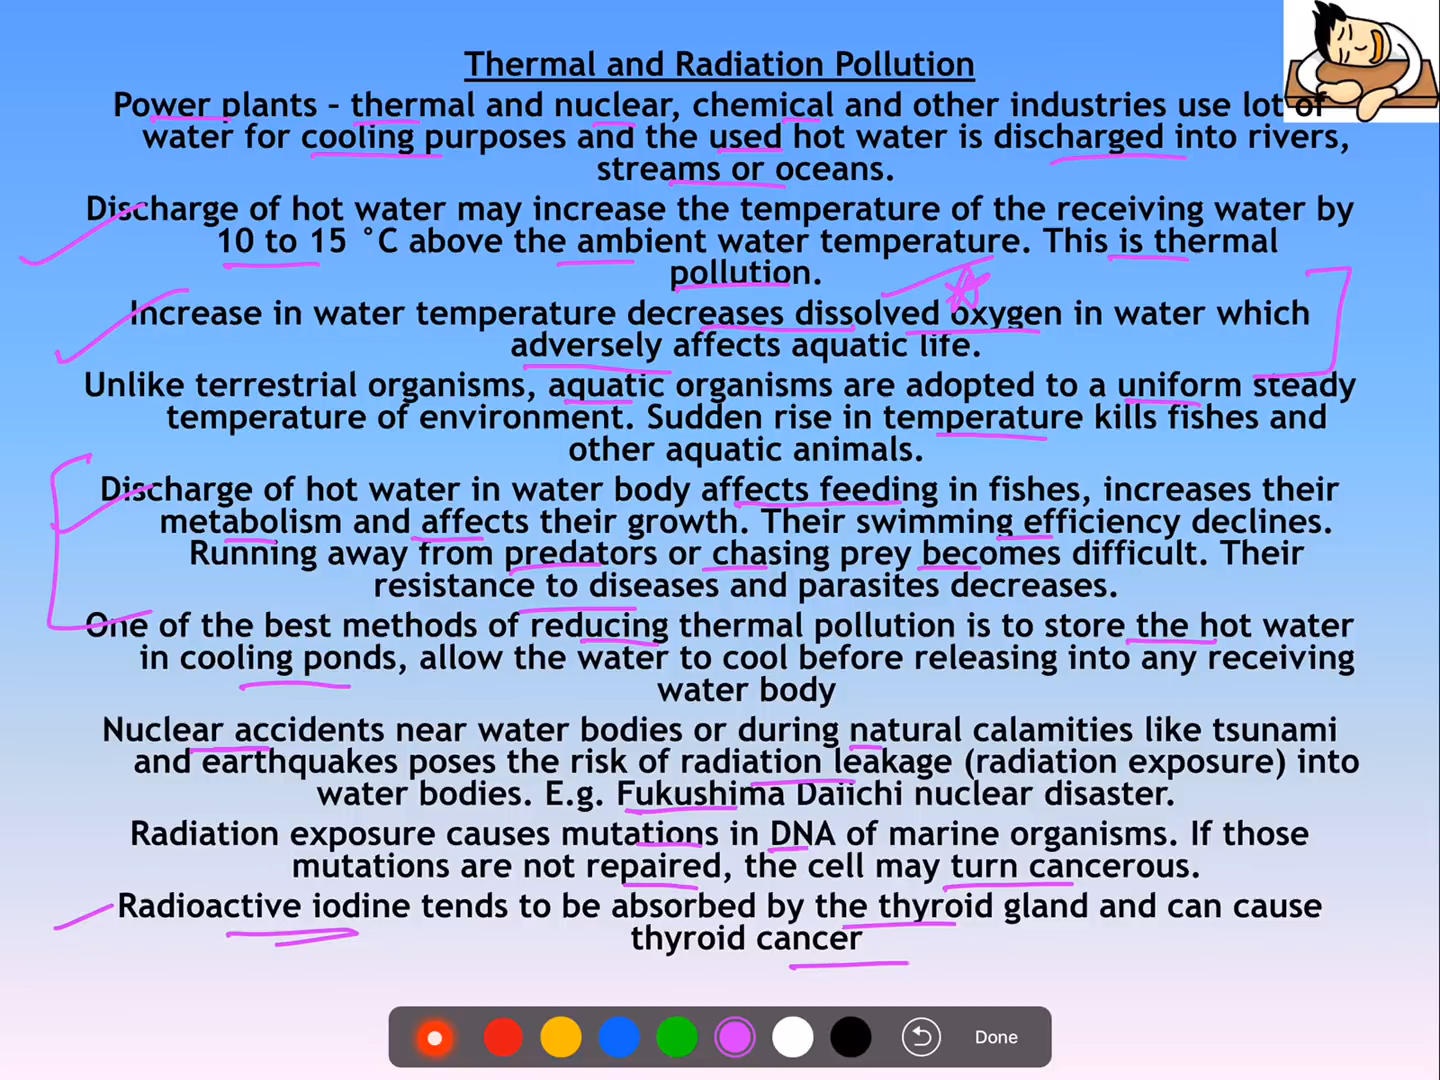 Thermal and Radiation Pollution
Power plants – thermal and nuclear, chemical and other industries use lot of
water for cooling purposes and the used hot water is discharged into rivers,
streams or oceans.
Discharge of hot water may increase the temperature of the receiving water by
10 to 15 °C above the ambient water temperature. This is thermal
pollution.
Increase in water temperature decreases dissolved oxygen in water which
adversely affects aquatic life.
Unlike terrestrial organisms, aquatic organisms are adopted to a uniform steady
temperature of environment. Sudden rise in temperature kills fishes and
other aquatic animals.
Discharge of hot water in water body affects feeding in fishes, increases their
metabolism and affects their growth. Their swimming efficiency declines.
Running away from predators or chasing prey becomes difficult. Their
resistance to diseases and parasites decreases.
One of the best methods of reducing thermal pollution is to store the hot water
in cooling ponds, allow the water to cool before releasing into any receiving
water body
Nuclear accidents near water bodies or during natural calamities like tsunami
and earthquakes poses the risk of radiation leakage (radiation exposure) into
water bodies. E.g. Fukushima Daiichi nuclear disaster.
Radiation exposure causes mutations in DNA of marine organisms. If those
mutations are not repaired, the cell may turn cancerous.
Radioactive iodine tends to be absorbed by the thyroid gland and can cause
thyroid cancer
Done